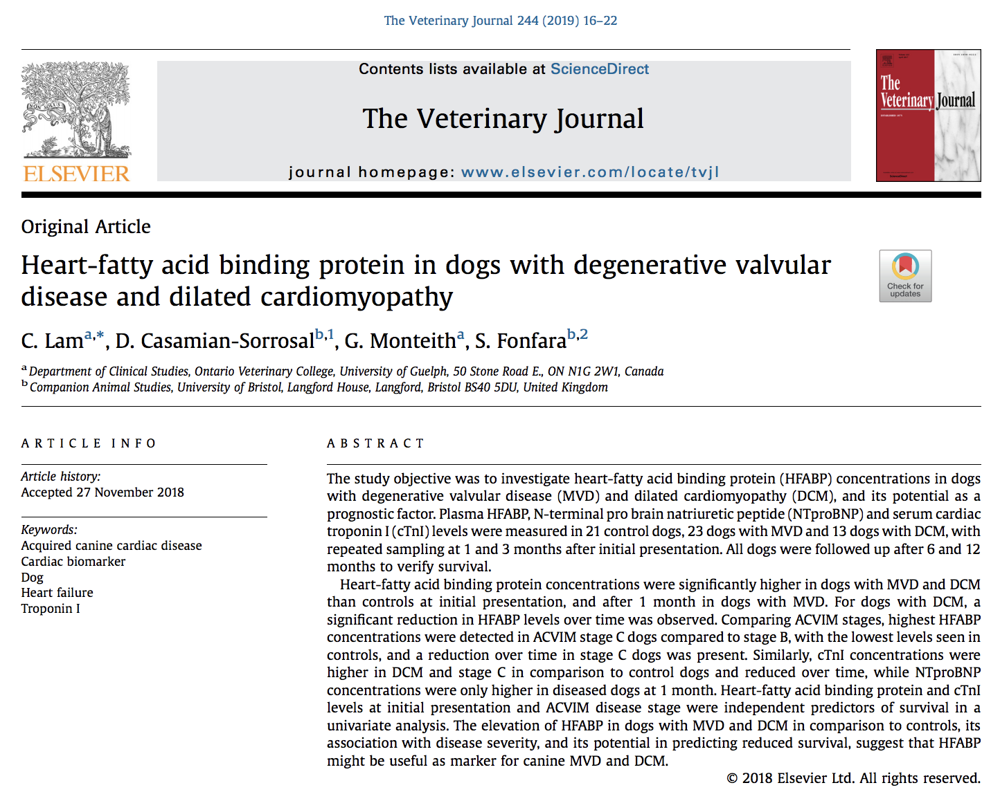 The Veterinary Journal 244 (2019) 16–22
Contents lists available at ScienceDirect
The Veterinary Journal
journal homepage: www.elsevier.com/locate/tvjl
NON SOLUS
ELSEVIER
The
Veterinary Journal
Original Article
Heart-fatty acid binding protein in dogs with degenerative valvular
disease and dilated cardiomyopathy
Check for
updates
C. Lam a,*, D. Casamian-Sorrosal b,1, G. Monteith a, S. Fonfara b,2
a Department of Clinical Studies, Ontario Veterinary College, University of Guelph, 50 Stone Road E., ON N1G 2W1, Canada
b Companion Animal Studies, University of Bristol, Langford House, Langford, Bristol BS40 5DU, United Kingdom
ARTICLE INFO
Article history:
Accepted 27 November 2018
Keywords:
Acquired canine cardiac disease
Cardiac biomarker
Dog
Heart failure
Troponin I
ABSTRACT
The study objective was to investigate heart-fatty acid binding protein (HFABP) concentrations in dogs
with degenerative valvular disease (MVD) and dilated cardiomyopathy (DCM), and its potential as a
prognostic factor. Plasma HFABP, N-terminal pro brain natriuretic peptide (NTproBNP) and serum cardiac
troponin I (cTnI) levels were measured in 21 control dogs, 23 dogs with MVD and 13 dogs with DCM, with
repeated sampling at 1 and 3 months after initial presentation. All dogs were followed up after 6 and 12
months to verify survival.
Heart-fatty acid binding protein concentrations were significantly higher in dogs with MVD and DCM
than controls at initial presentation, and after 1 month in dogs with MVD. For dogs with DCM, a
significant reduction in HFABP levels over time was observed. Comparing ACVIM stages, highest HFABP
concentrations were detected in ACVIM stage C dogs compared to stage B, with the lowest levels seen in
controls, and a reduction over time in stage C dogs was present. Similarly, cTnI concentrations were
higher in DCM and stage C in comparison to control dogs and reduced over time, while NTproBNP
concentrations were only higher in diseased dogs at 1 month. Heart-fatty acid binding protein and cTnI
levels at initial presentation and ACVIM disease stage were independent predictors of survival in a
univariate analysis. The elevation of HFABP in dogs with MVD and DCM in comparison to controls, its
association with disease severity, and its potential in predicting reduced survival, suggest that HFABP
might be useful as marker for canine MVD and DCM.
© 2018 Elsevier Ltd. All rights reserved.